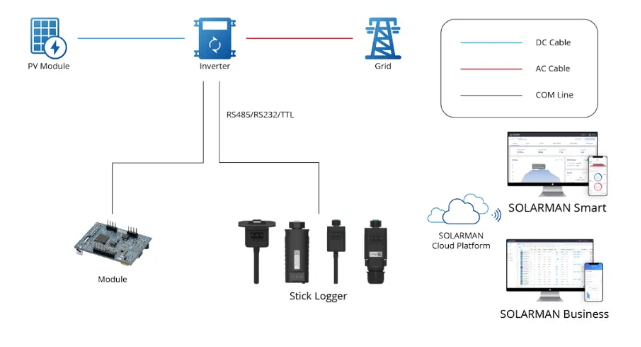 PV Module
Inverter
Grid
DC Cable
AC Cable
COM Line
RS485/RS232/TTL
Module
Stick Logger
SOLARMAN
Cloud Platform
SOLARMAN Smart
SOLARMAN Business